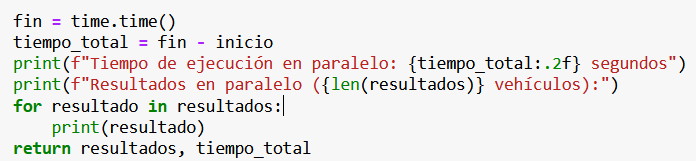 fin = time.time()
tiempo_total = fin - inicio
print(f"Tiempo de ejecución en paralelo: {tiempo_total:.2f} segundos")
print(f"Resultados en paralelo ({len(resultados)} vehículos):")
for resultado in resultados:
    print(resultado)
return resultados, tiempo_total